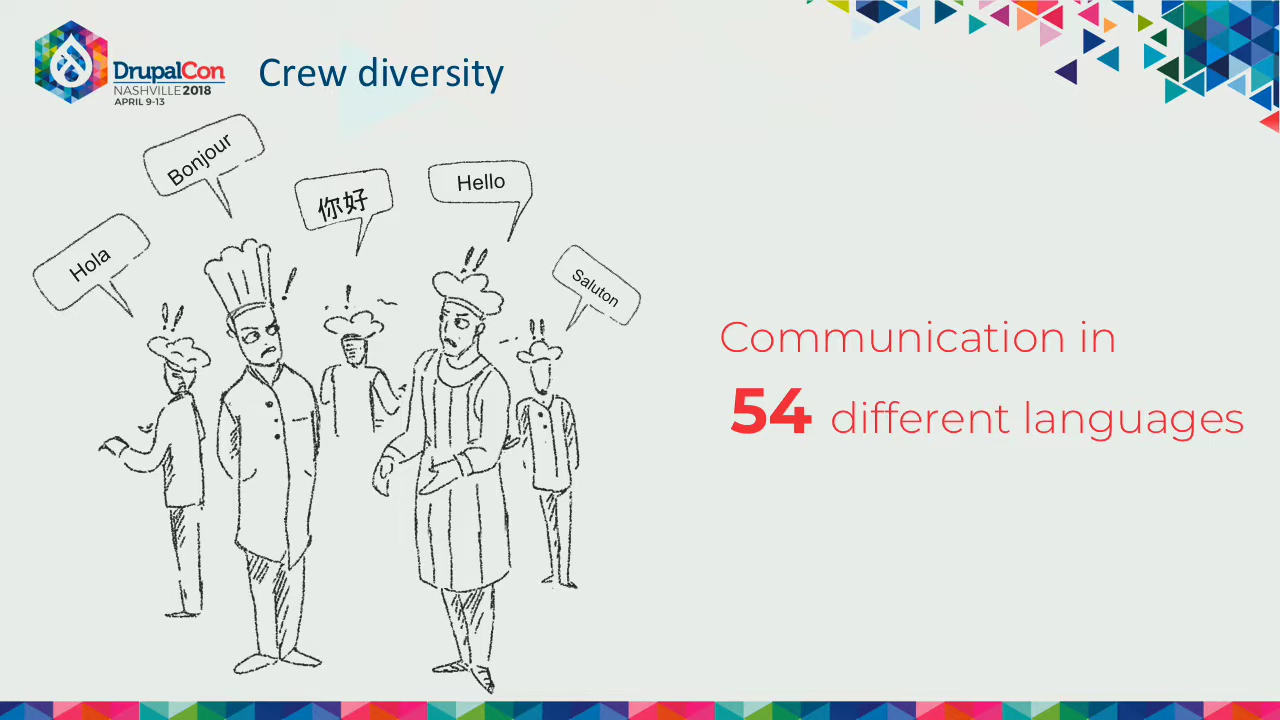 DrupalCon
NASHVILLE 2018
APRIL 9-13
Crew diversity
Bonjour
你好
Hello
Hola
Saluton
Communication in
54 different languages